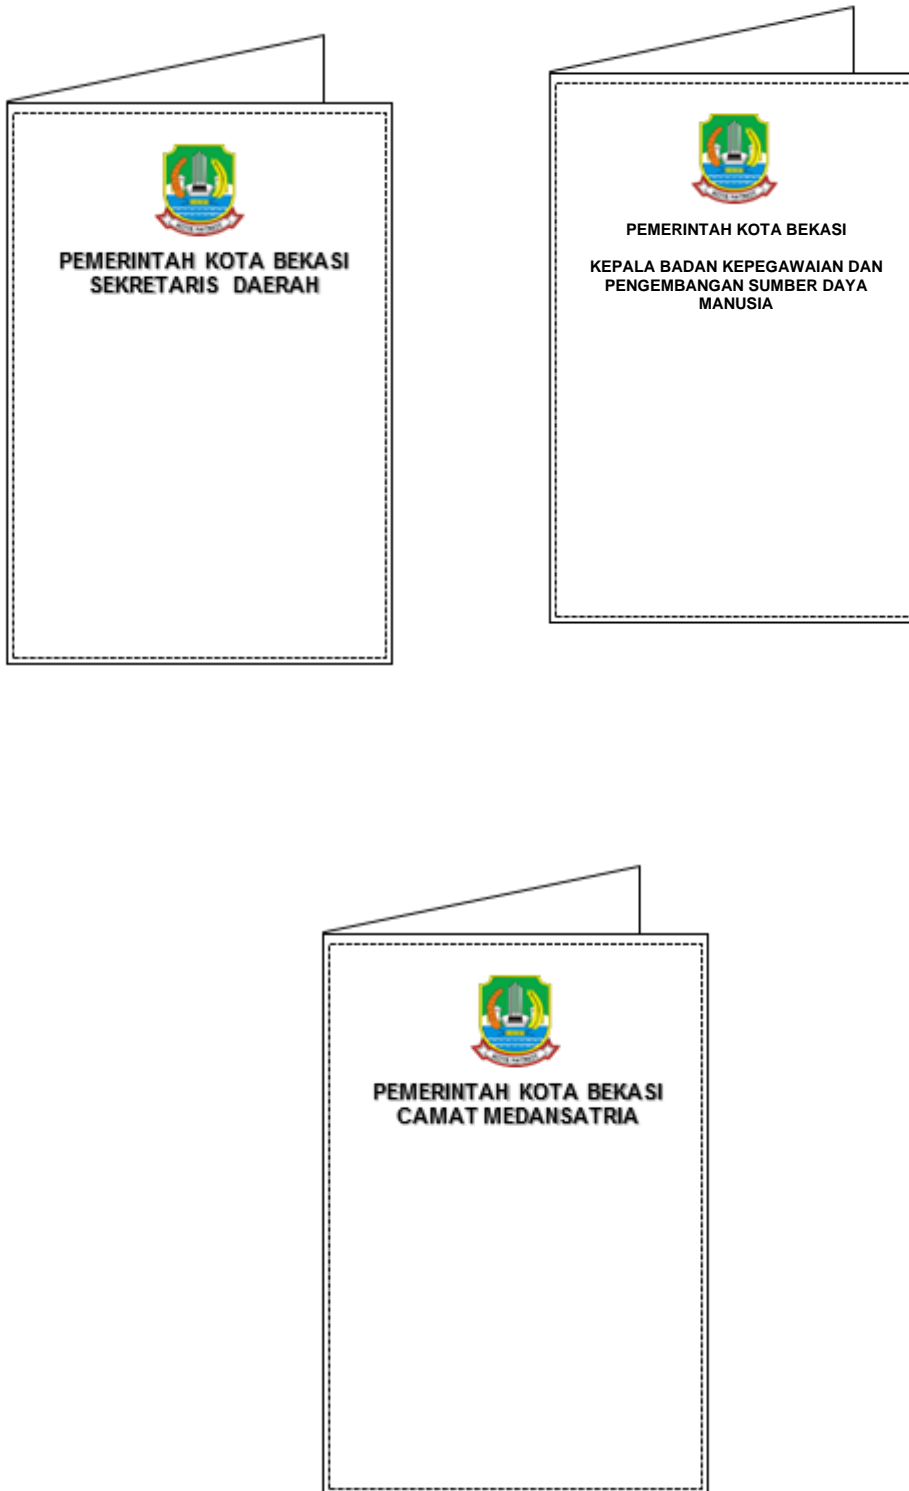 PEMERINTAH KOTA BEKASI
SEKRETARIS DAERAH
PEMERINTAH KOTA BEKASI
KEPALA BADAN KEPEGAWAIAN DAN
PENGEMBANGAN SUMBER DAYA
MANUSIA
PEMERINTAH KOTA BEKASI
CAMAT MEDANSATRIA